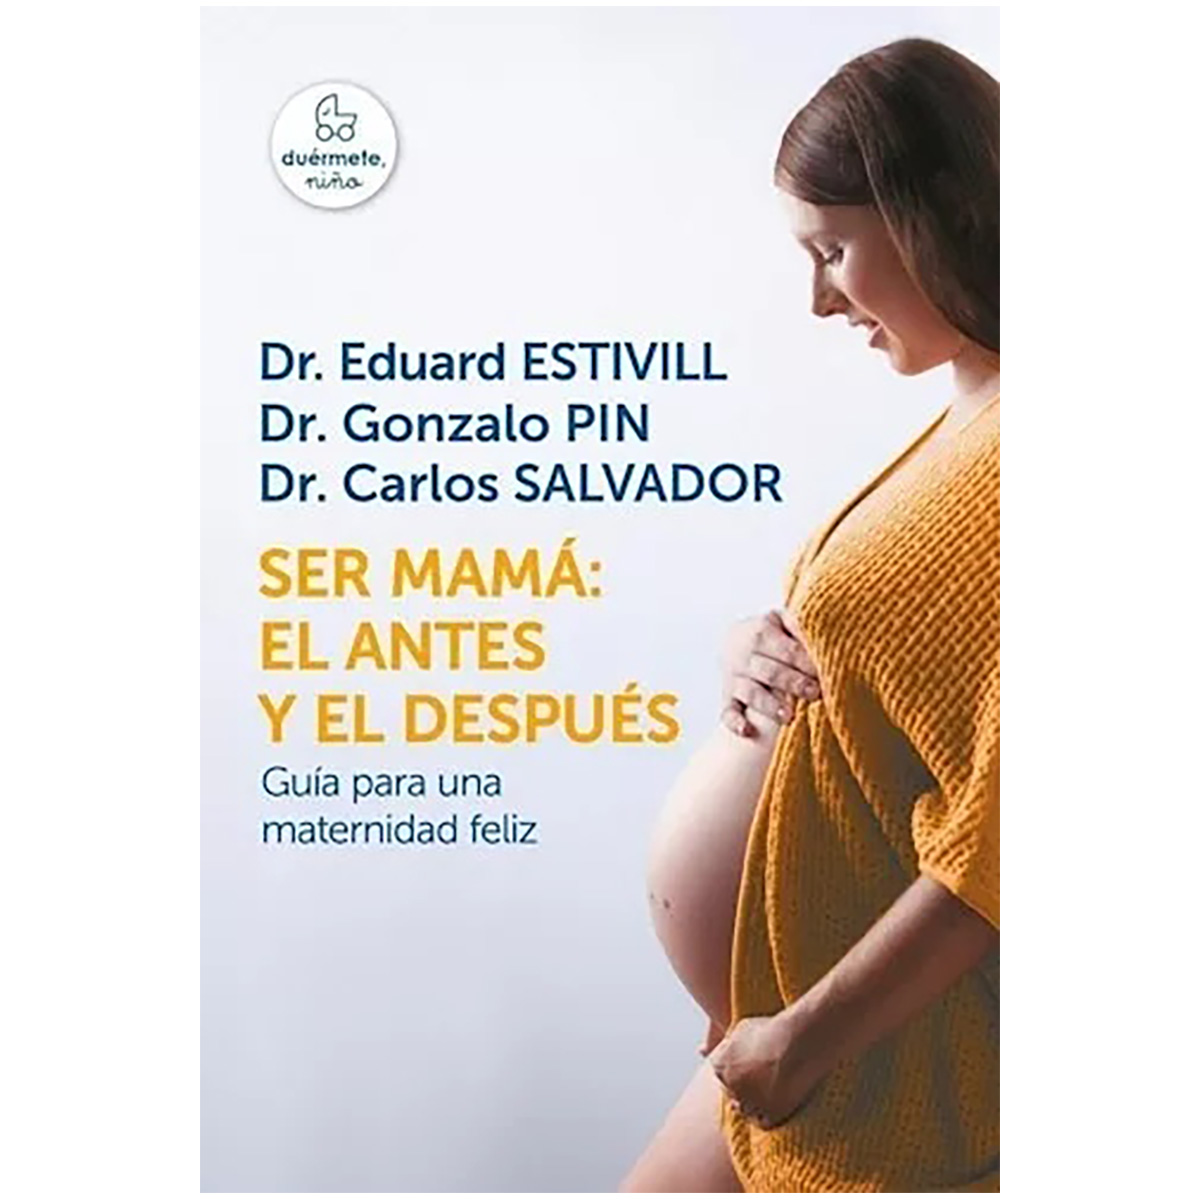 duérmete,
niño
Dr. Eduard ESTIVILL
Dr. Gonzalo PIN
Dr. Carlos SALVADOR
SER MAMÁ:
EL ANTES
Y EL DESPUÉS
Guía para una
maternidad feliz